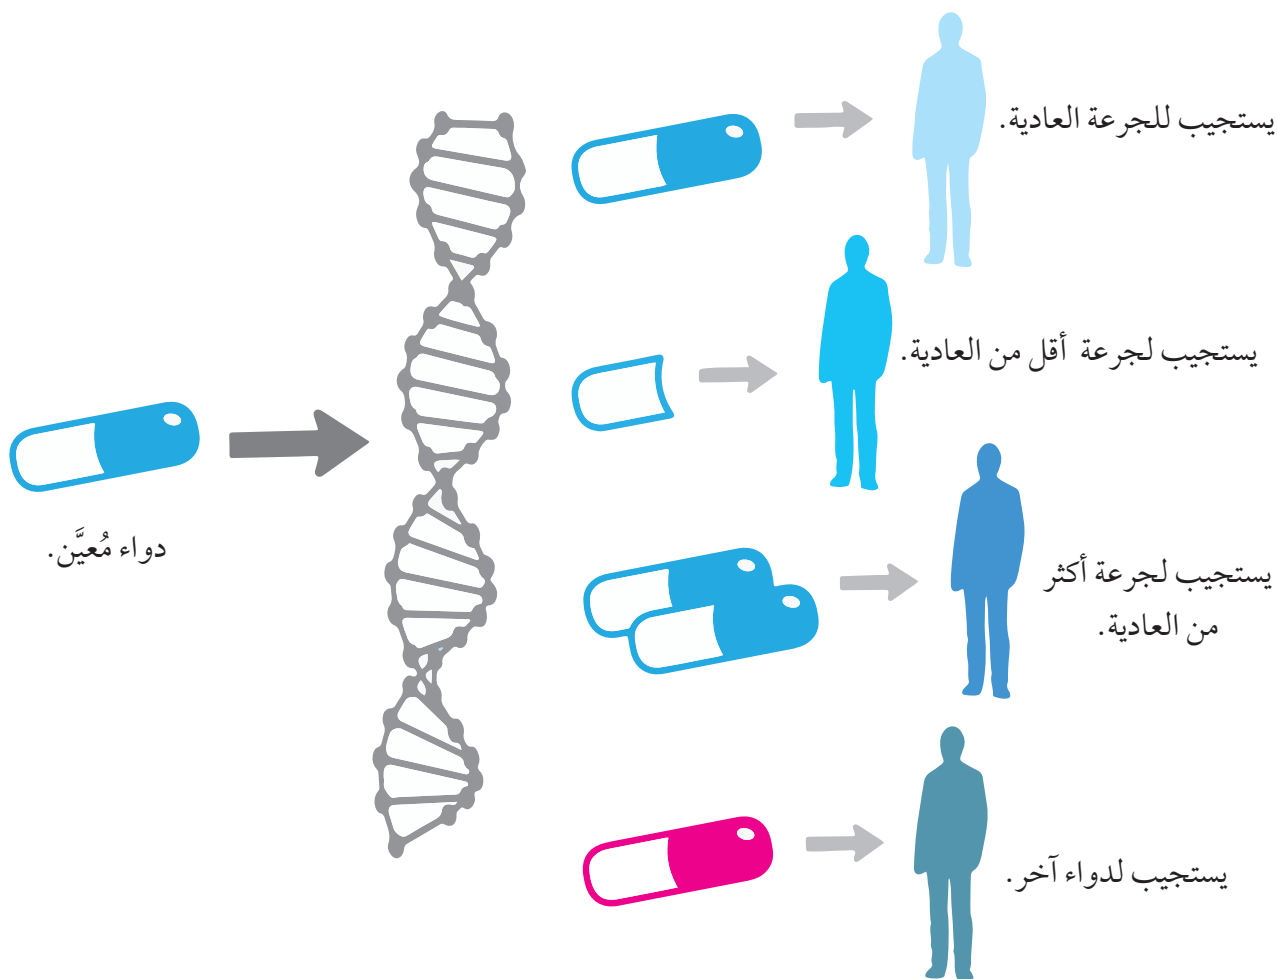 يستجيب للجرعة العادية.
يستجيب لجرعة أقل من العادية.
دواء مُعيَّن.
يستجيب لجرعة أكثر
من العادية.
يستجيب لدواء آخر.